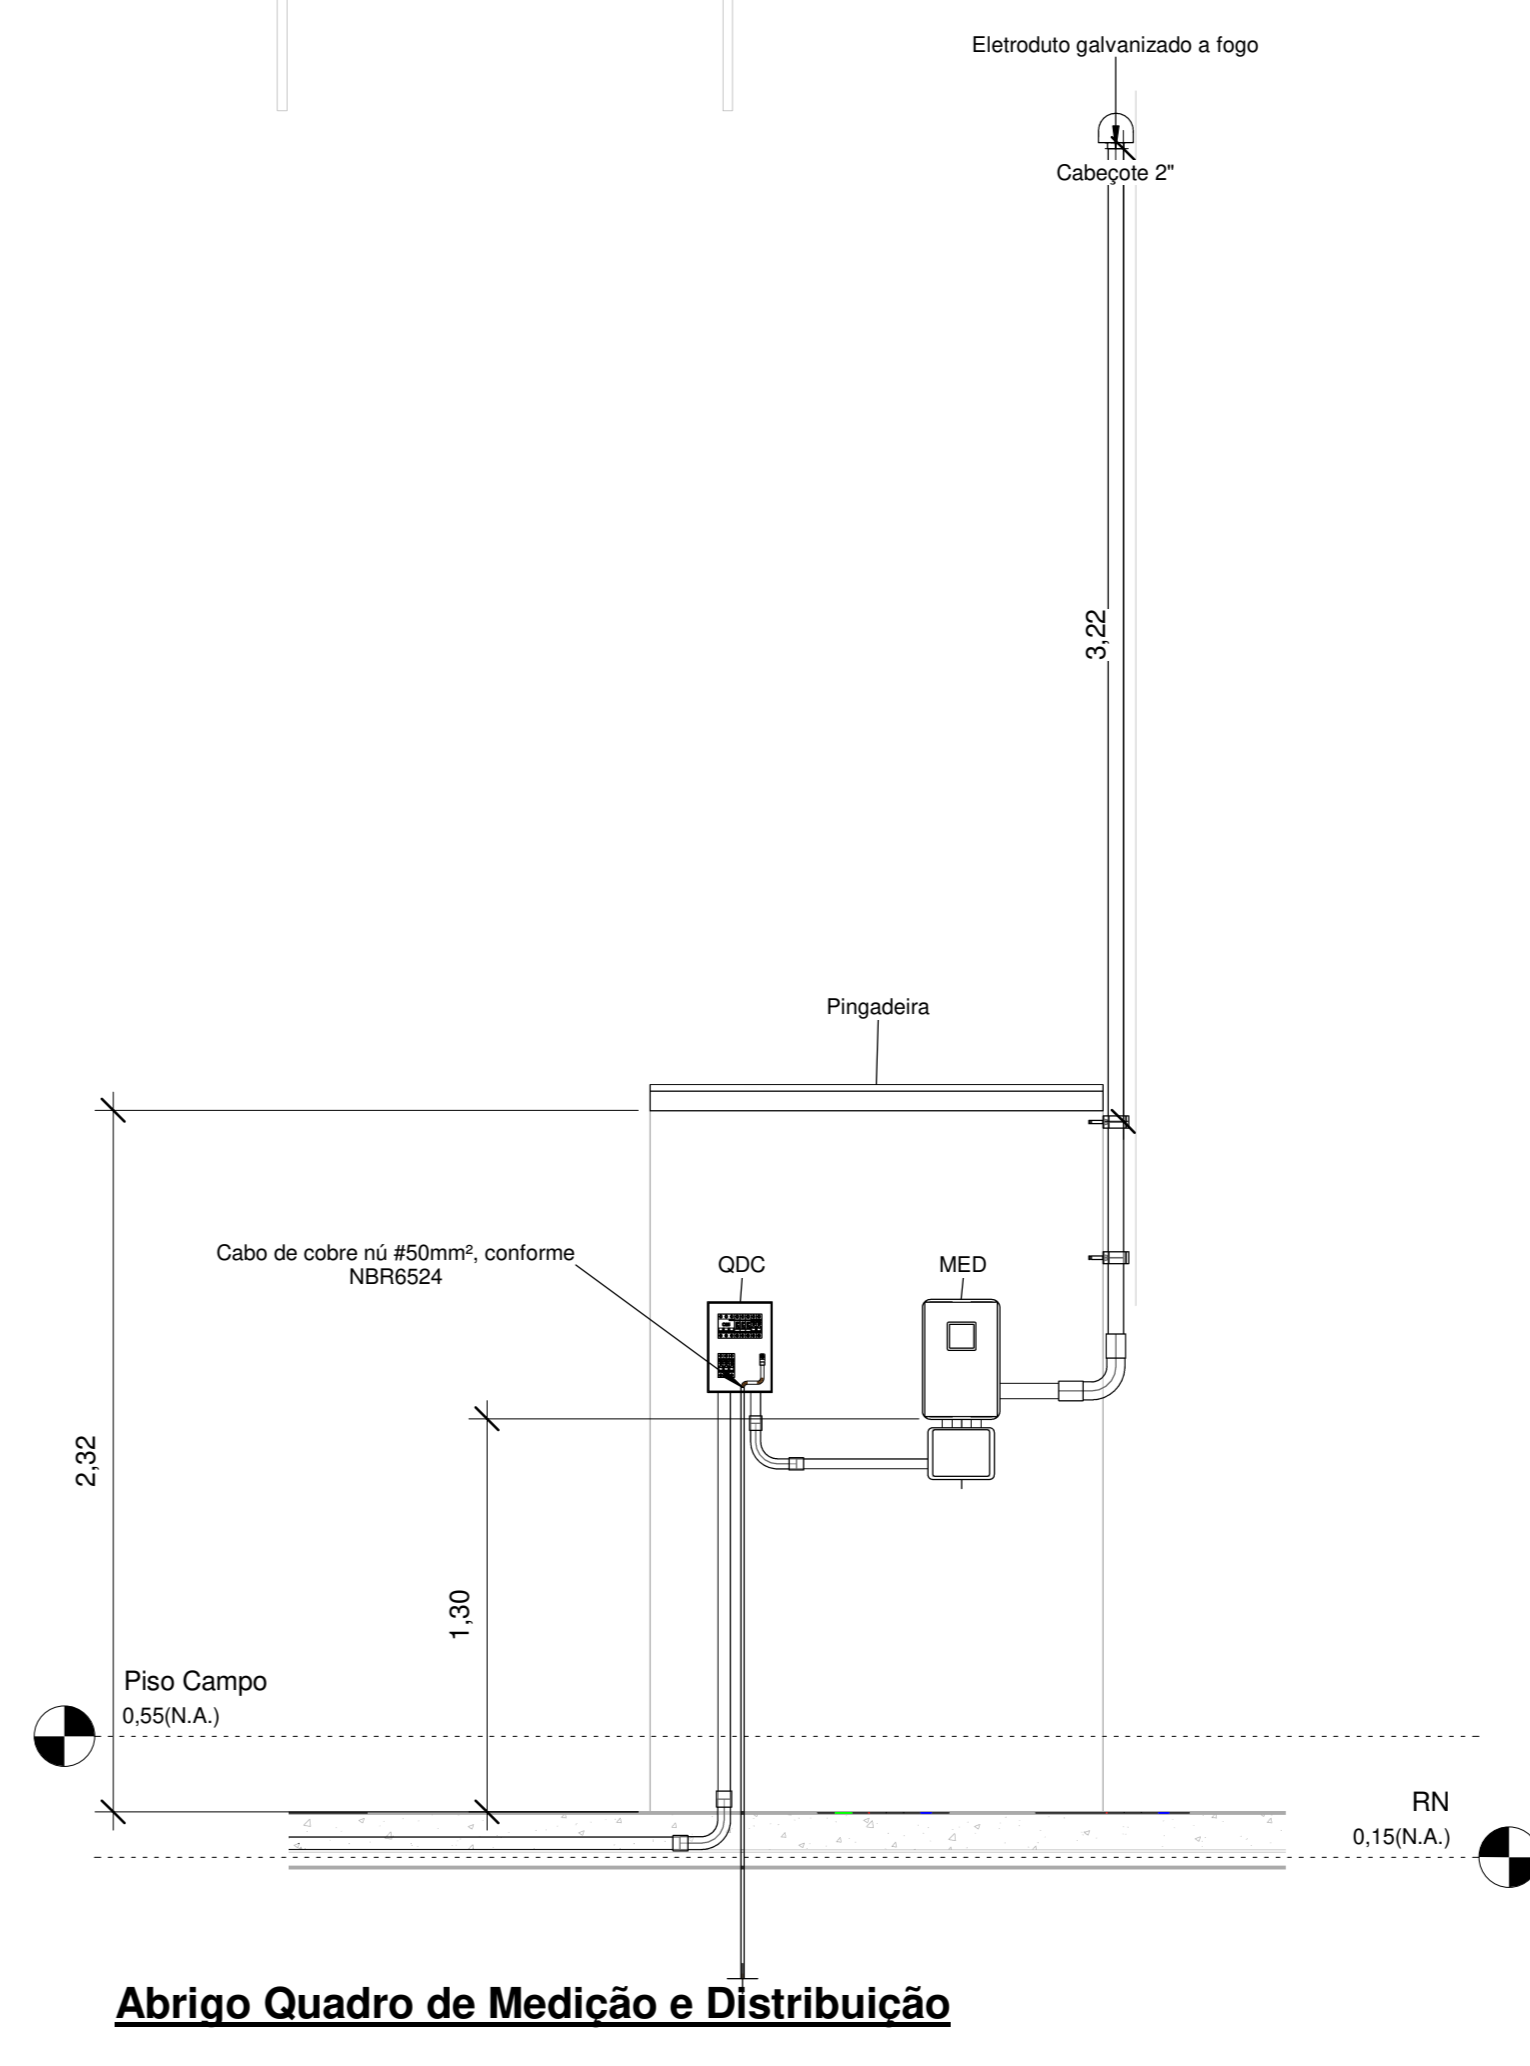 Eletroduto galvanizado a fogo
Cabeçote 2"
3,22
Pingadeira
Cabo de cobre nú #50mm², conforme
NBR6524
QDC
MED
2,32
1,30
Piso Campo
0,55(N.A.)
RN
0,15(N.A.)
Abrigo Quadro de Medição e Distribuição